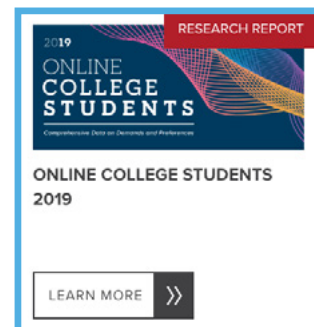 RESEARCH REPORT
2019
ONLINE
COLLEGE
STUDENTS
Comprehensive Data on Demands and Preferences
ONLINE COLLEGE STUDENTS
2019
LEARN MORE